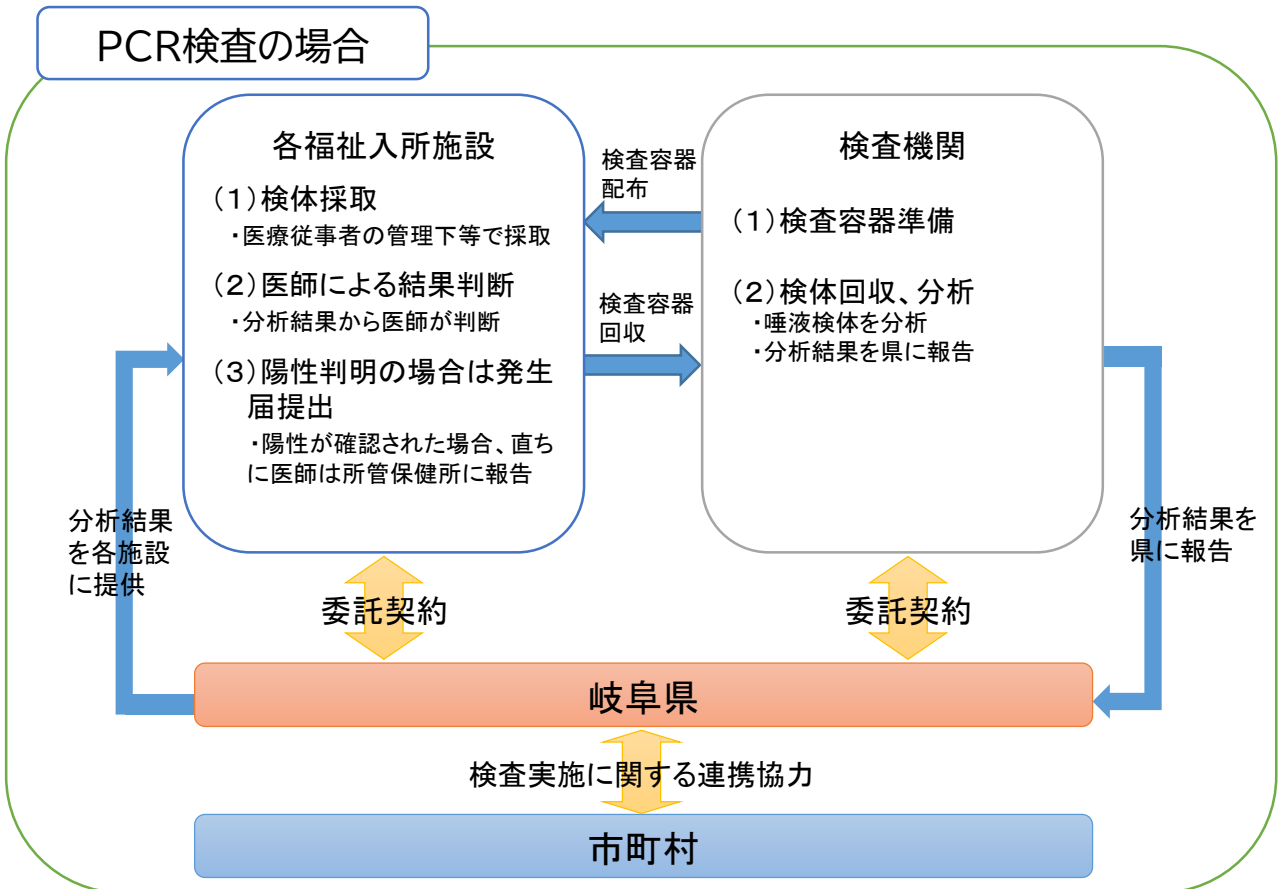 PCR検査の場合
各福祉入所施設
(1)検体採取
・医療従事者の管理下等で採取
(2)医師による結果判断
・分析結果から医師が判断
(3)陽性判明の場合は発生
届提出
・陽性が確認された場合、直ち
に医師は所管保健所に報告
検査容器
配布
検査容器
回収
検査機関
(1)検査容器準備
(2)検体回収、分析
・唾液検体を分析
・分析結果を県に報告
分析結果
を各施設
に提供
分析結果を
県に報告
委託契約
委託契約
岐阜県
検査実施に関する連携協力
市町村